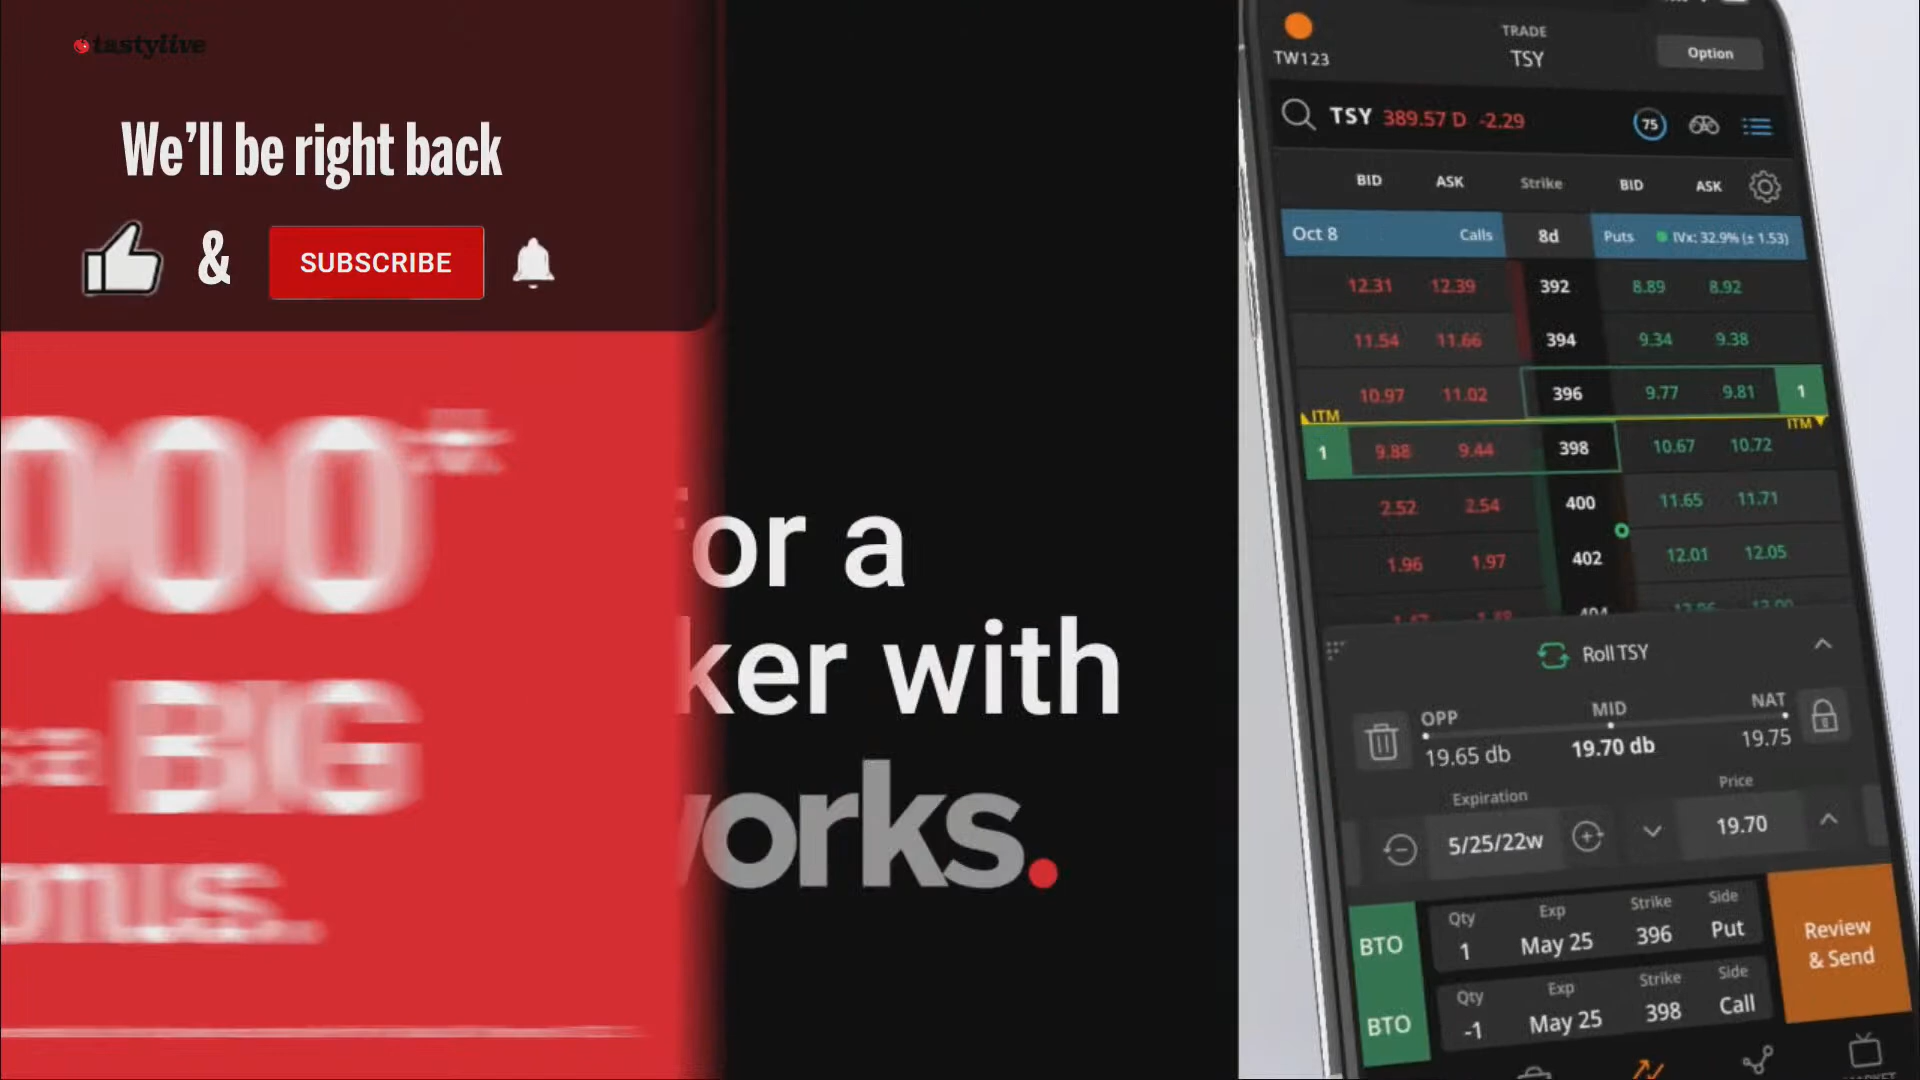 tastylive
We'll be right back
&
SUBSCRIBE
000*
BIG
or a
ker with
orks.
TW123
TRADE
TSY
Option
TSY 389.57 D -2.29
75
BID ASK Strike BID ASK
Oct 8 Calls 8d Puts IVx: 32.9% (± 1.53)
12.31 12.39 392 8.89 8.92
11.54 11.66 394 9.34 9.38
10.97 11.02 396 9.77 9.81 1
ITM ITM
1 9.88 9.44 398 10.67 10.72
2.52 2.54 400 11.65 11.71
1.96 1.97 402 12.01 12.05
Roll TSY
OPP MID NAT
19.65 db 19.70 db 19.75
Expiration Price
5/25/22w 19.70
BTO
Qty Exp Strike Side
1 May 25 396 Put
BTO
Qty Exp Strike Side
-1 May 25 398 Call
Review
& Send